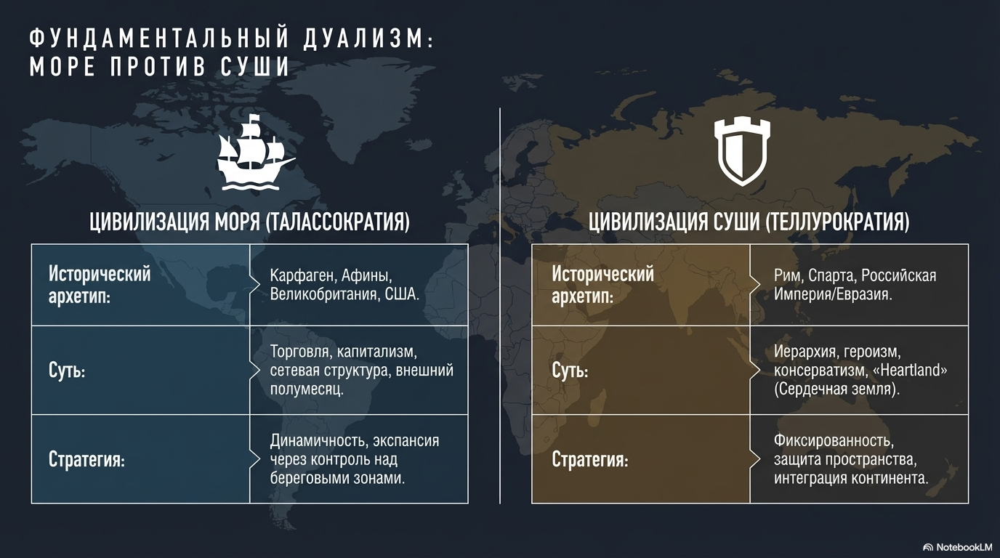 ФУНДАМЕНТАЛЬНЫЙ ДУАЛИЗМ:
МОРЕ ПРОТИВ СУШИ
ЦИВИЛИЗАЦИЯ МОРЯ (ТАЛАССОКРАТИЯ)
Исторический
архетип:
Карфаген, Афины,
Великобритания, США.
Суть:
Торговля, капитализм,
сетевая структура, внешний
полумесяц.
Стратегия:
Динамичность, экспансия
через контроль над
береговыми зонами.
ЦИВИЛИЗАЦИЯ СУШИ (ТЕЛЛУРОКРАТИЯ)
Исторический
архетип:
Рим, Спарта, Российская
Империя/Евразия.
Суть:
Иерархия, героизм,
консерватизм, «Heartland»
(Сердечная земля).
Стратегия:
Фиксированность,
защита пространства,
интеграция континента.
NotebookLM